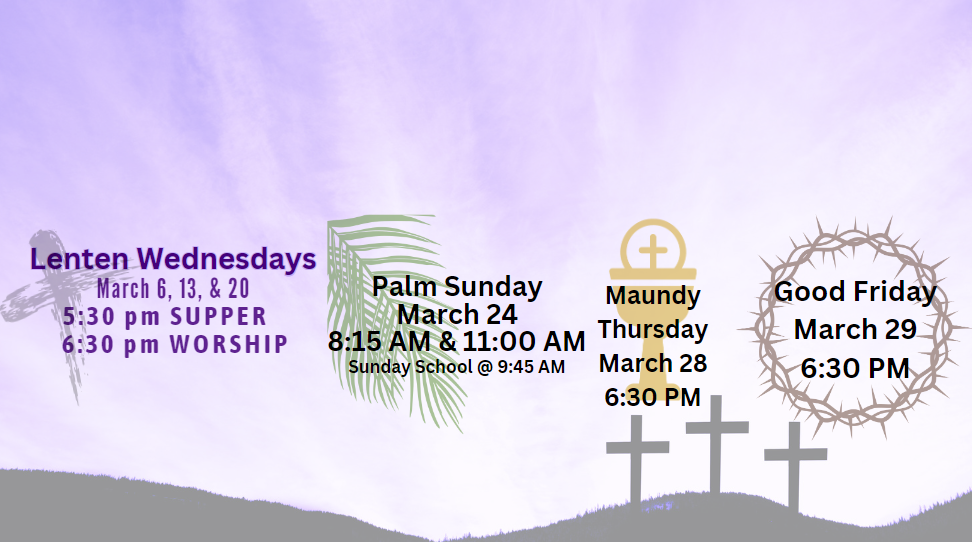 Lenten Wednesdays
March 6, 13, & 20
5:30 pm SUPPER
6:30 pm WORSHIP
Palm Sunday
March 24
8:15 AM & 11:00 AM
Sunday School @ 9:45 AM
Maundy
Thursday
March 28
6:30 PM
Good Friday
March 29
6:30 PM